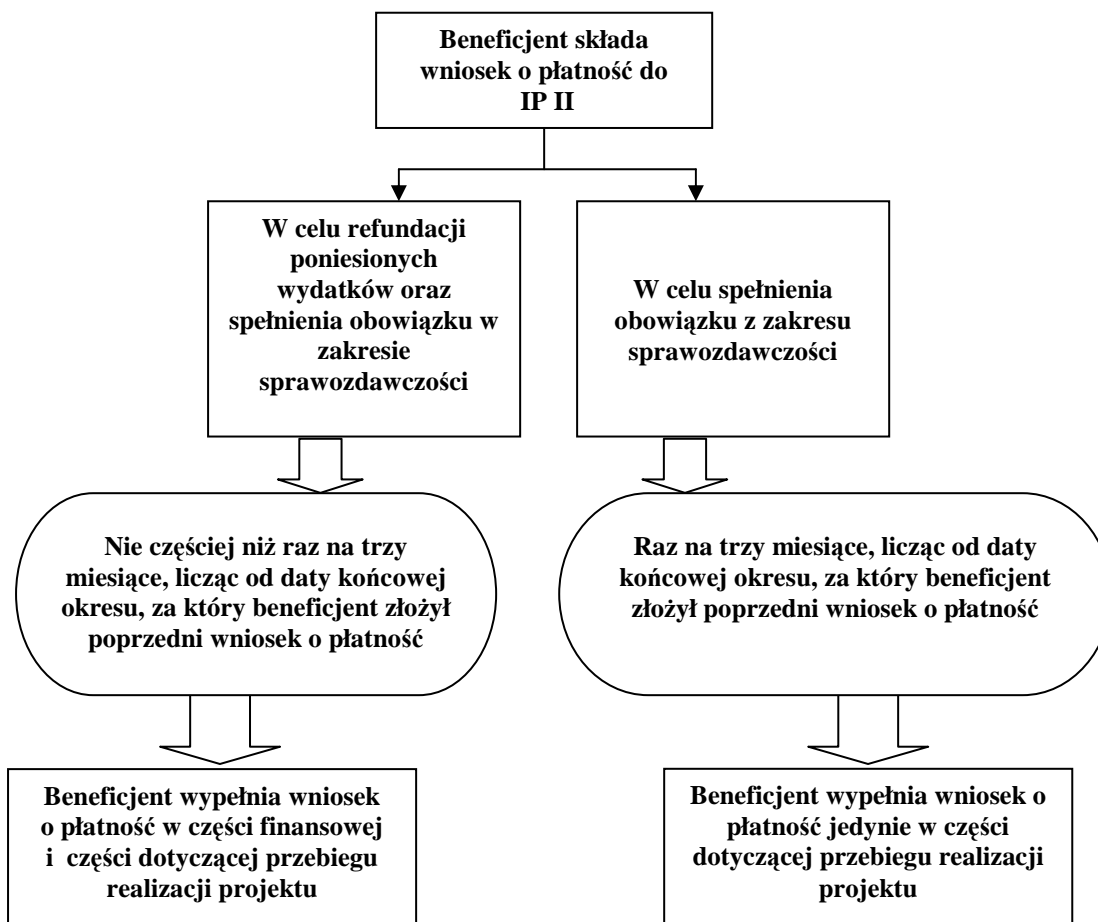 Beneficjent składa
wniosek o płatność do
IP II
W celu refundacji
poniesionych
wydatków oraz
spełnienia obowiązku w
zakresie
sprawozdawczości
W celu spełnienia
obowiązku z zakresu
sprawozdawczości
Nie częściej niż raz na trzy
miesiące, licząc od daty końcowej
okresu, za który beneficjent złożył
poprzedni wniosek o płatność
Raz na trzy miesiące, licząc od daty
końcowej okresu, za który beneficjent
złożył poprzedni wniosek o płatność
Beneficjent wypełnia wniosek
o płatność w części finansowej
i części dotyczącej przebiegu
realizacji projektu
Beneficjent wypełnia wniosek o
płatność jedynie w części
dotyczącej przebiegu realizacji
projektu